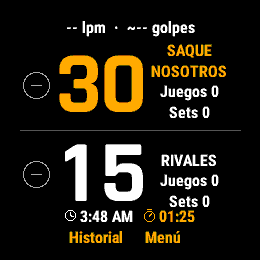 -- lpm · ~-- golpes
SAQUE
30 NOSOTROS
Juegos 0
Sets 0
15 RIVALES
Juegos 0
Sets 0
3:48 AM 01:25
Historial Menú